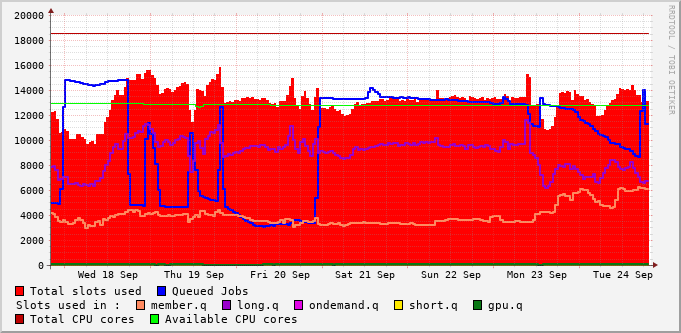 20000
18000
16000
14000
12000
10000
8000
6000
4000
2000
0
Wed 18 Sep Thu 19 Sep Fri 20 Sep Sat 21 Sep Sun 22 Sep Mon 23 Sep Tue 24 Sep
Total slots used Queued Jobs
Slots used in : member.q long.q ondemand.q short.q gpu.q
Total CPU cores Available CPU cores
RRDTOOL / TOBI OETIKER